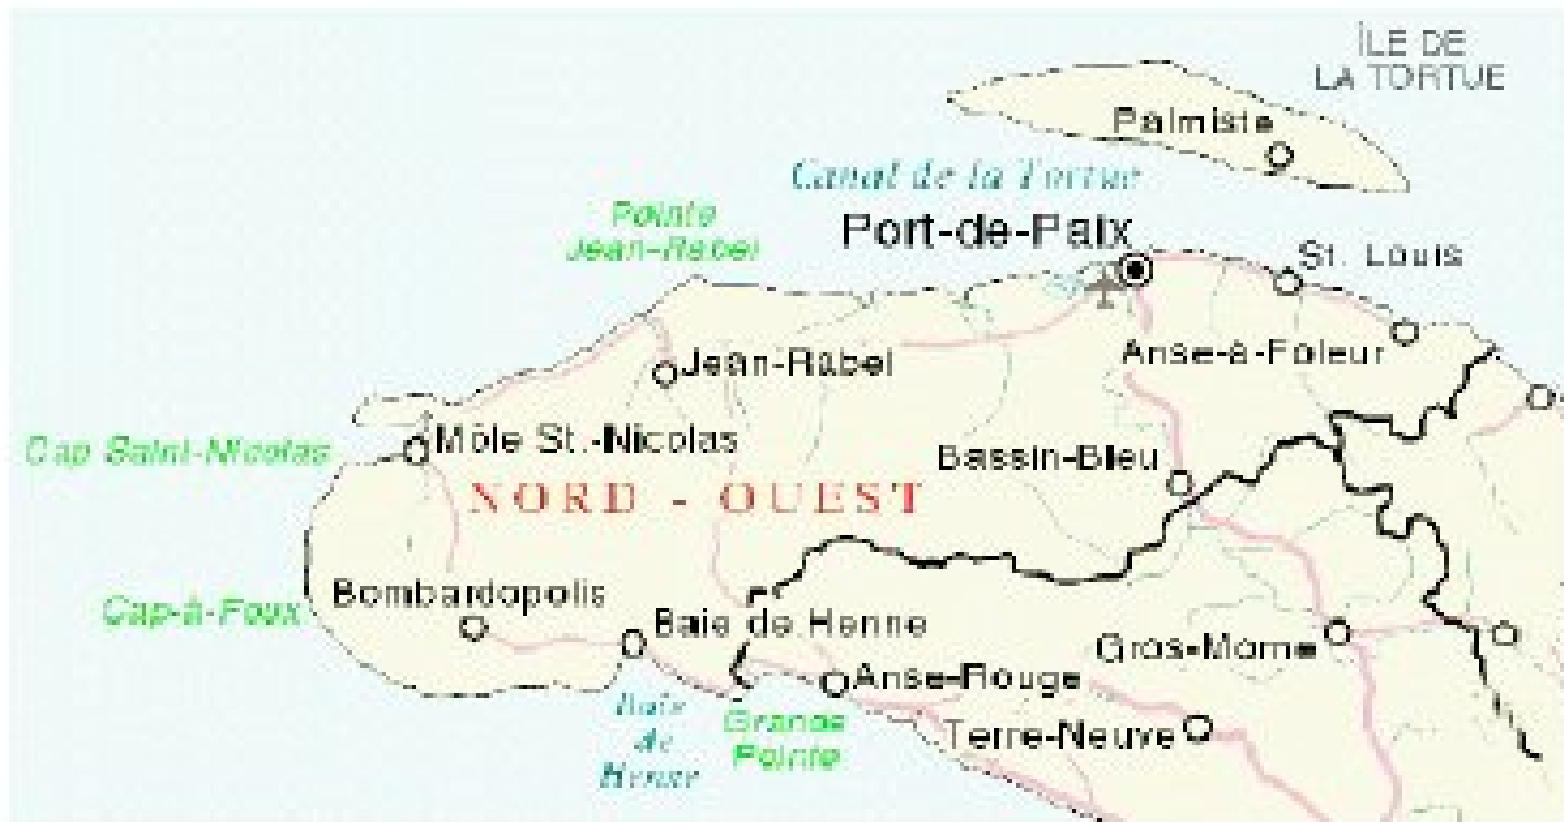 ÎLE DE
LA TORTUE
Palmiste
Canal de la Tortue
Pointe
Jean-Rabel
Port-de-Paix
St. Louis
Jean-Rabel
Anse-à-Foleur
Cap Saint-Nicolas
Môle St.-Nicolas
Bassin-Bleu
NORD - OUEST
Bombardopolis
Cap-à-Foux
Baie de Henne
Gros-Morne
Anse-Rouge
Baie
de
Henne
Grande
Pointe
Terre-Neuve